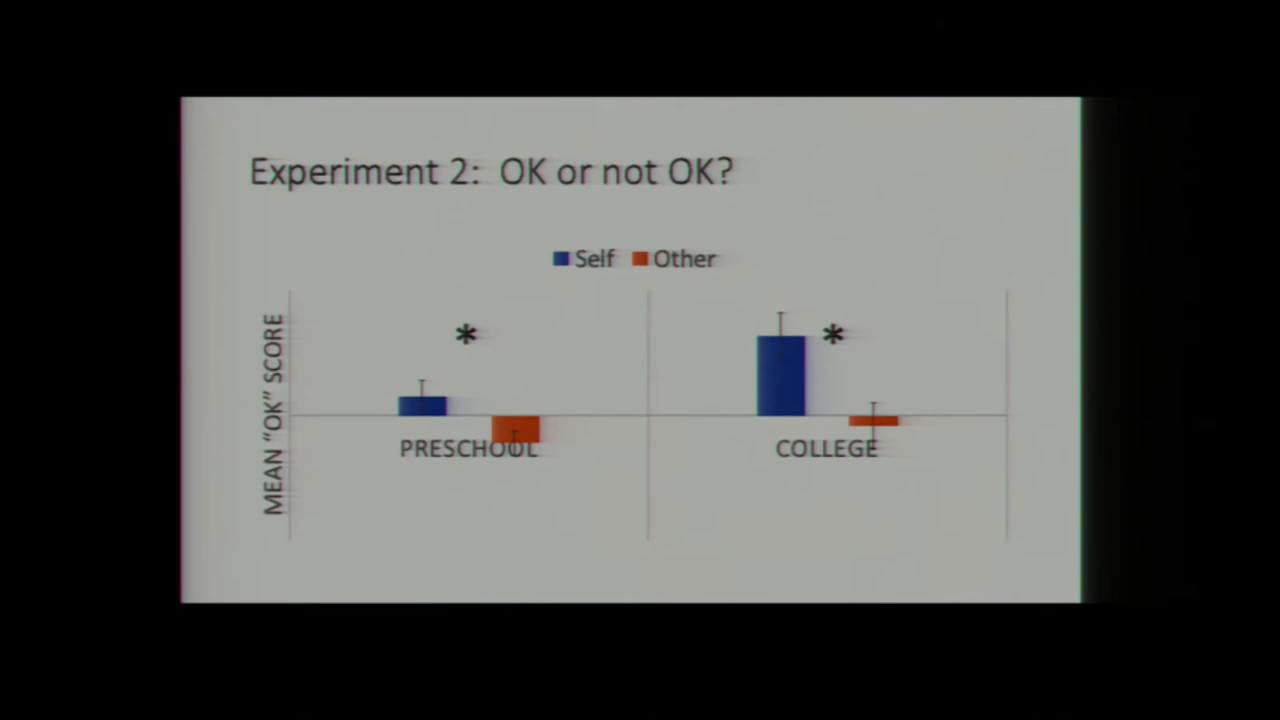 Experiment 2: OK or not OK?
Self Other
MEAN “OK” SCORE
* *
PRESCHOOL COLLEGE